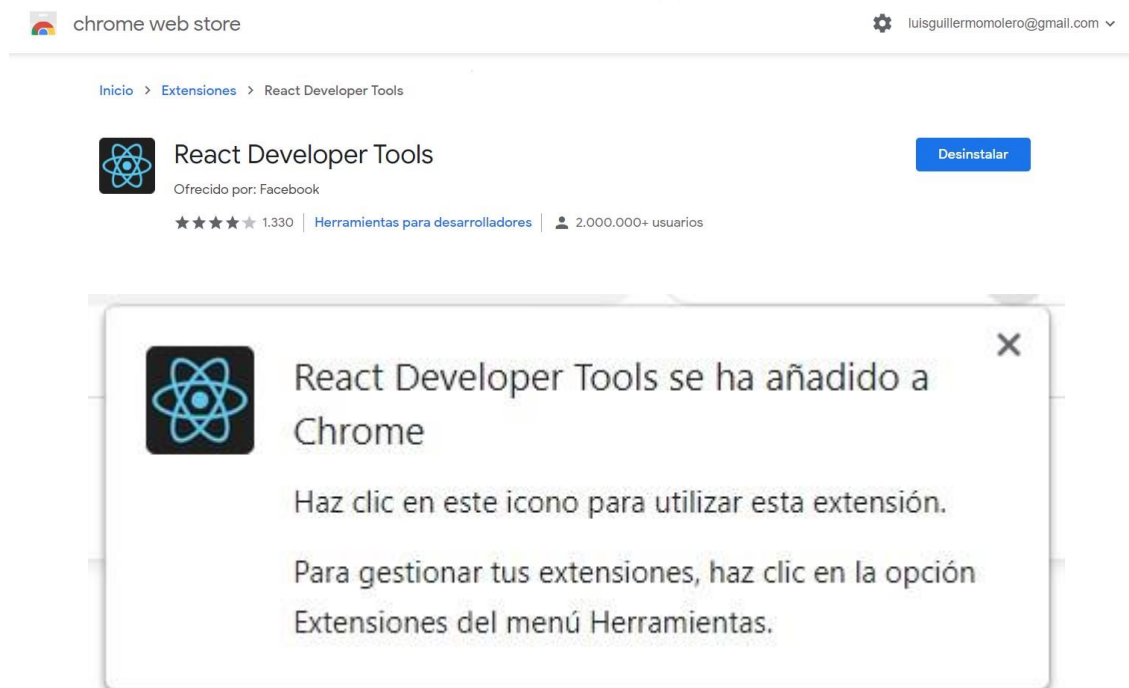 chrome web store
luisguillermomolero@gmail.com
Inicio > Extensiones > React Developer Tools
React Developer Tools
Desinstalar
Ofrecido por: Facebook
1.330 | Herramientas para desarrolladores | 2.000.000+ usuarios
React Developer Tools se ha añadido a
Chrome
Haz clic en este icono para utilizar esta extensión.
Para gestionar tus extensiones, haz clic en la opción
Extensiones del menú Herramientas.